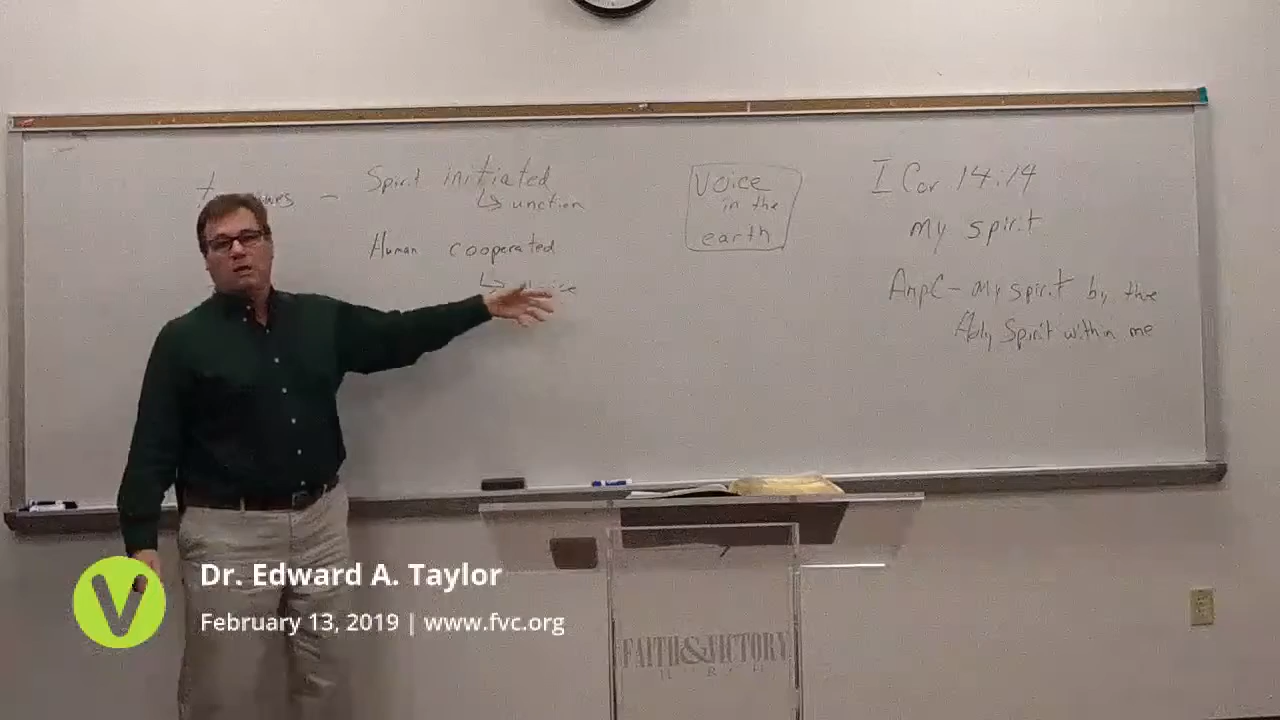 Spirit initiated
↳ unction
Human cooperated
Voice
in the
earth
I Cor 14:14
my spirit
AmpC - My spirit by the
Holy Spirit within me
V
Dr. Edward A. Taylor
February 13, 2019 | www.fvc.org
FAITH & VICTORY